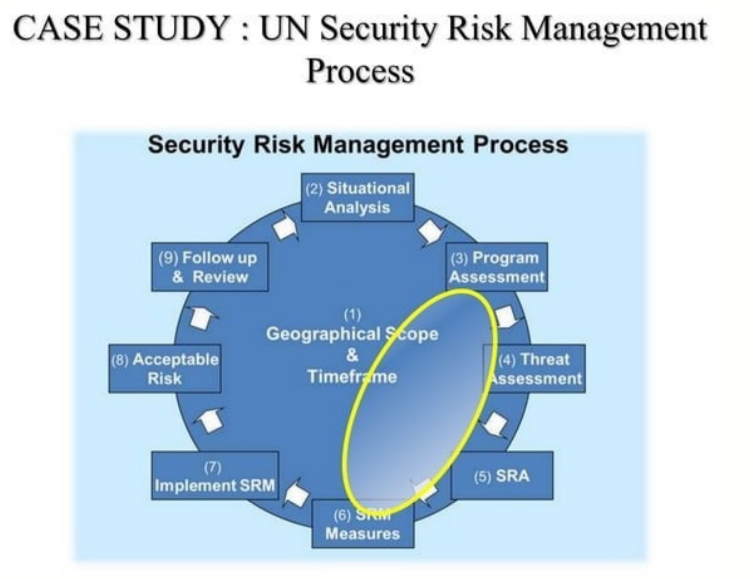 CASE STUDY : UN Security Risk Management
Process
Security Risk Management Process
(2) Situational
Analysis
(9) Follow up
& Review
(3) Program
Assessment
(1)
Geographical Scope
&
Timeframe
(8) Acceptable
Risk
(4) Threat
Assessment
(7)
Implement SRM
(5) SRA
(6) SRM
Measures